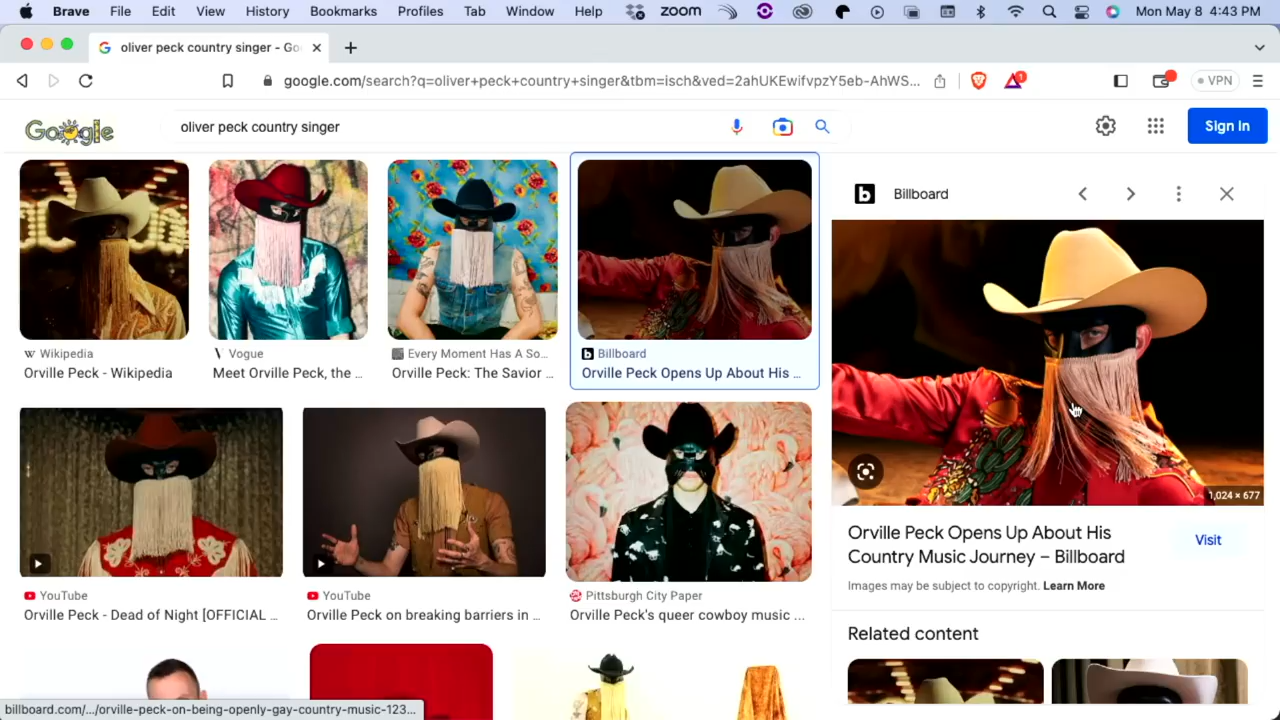 Brave File Edit View History Bookmarks Profiles Tab Window Help zoom Mon May 8 4:43 PM
oliver peck country singer - Go
google.com/search?q=oliver+peck+country+singer&tbm=isch&ved=2ahUKEwifvpzY5eb-AhWS... 1 VPN
Google oliver peck country singer Sign In
Billboard
Wikipedia
Orville Peck - Wikipedia
Vogue
Meet Orville Peck, the ...
Every Moment Has A So...
Orville Peck: The Savior ...
Billboard
Orville Peck Opens Up About His ...
1,024 × 677
Orville Peck Opens Up About His
Country Music Journey – Billboard
Visit
Images may be subject to copyright. Learn More
YouTube
Orville Peck - Dead of Night [OFFICIAL ...
YouTube
Orville Peck on breaking barriers in ...
Pittsburgh City Paper
Orville Peck's queer cowboy music ...
Related content
billboard.com/.../orville-peck-on-being-openly-gay-country-music-123...